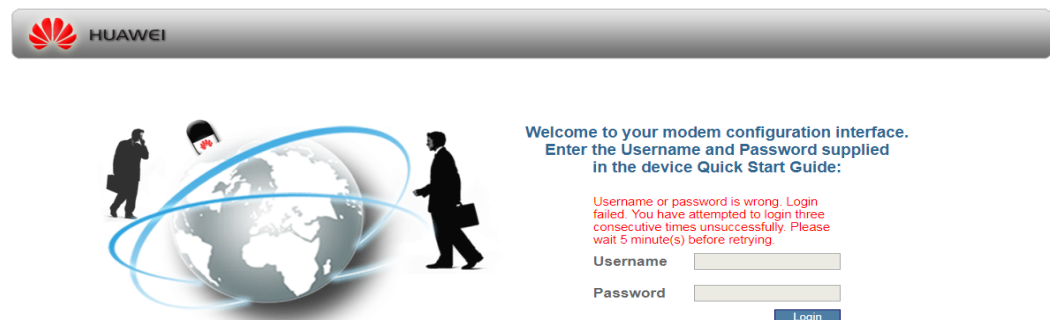 HUAWEI
Welcome to your modem configuration interface.
Enter the Username and Password supplied
in the device Quick Start Guide:
Username or password is wrong. Login
failed. You have attempted to login three
consecutive times unsuccessfully. Please
wait 5 minute(s) before retrying.
Username
Password
Login